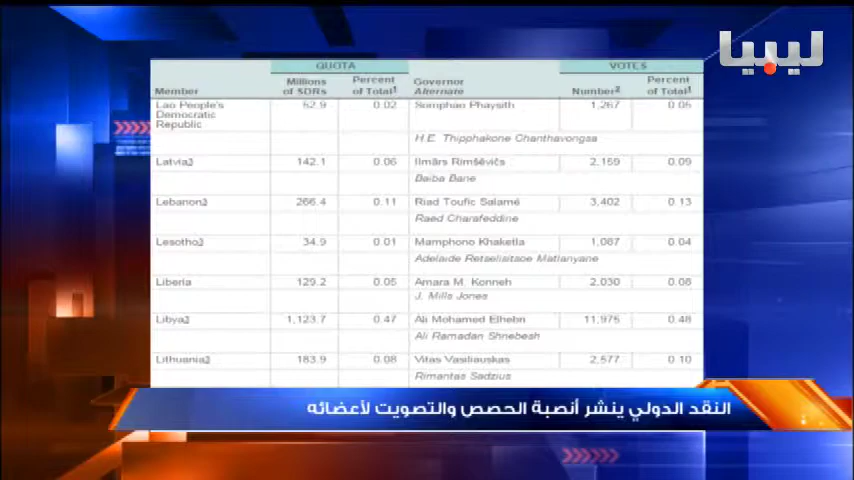 ليبيا
QUOTA VOTES
Millions Percent Governor Percent
Member of SDRs of Total1 Alternate Number2 of Total1
Lao People's Democratic Republic 52.9 0.02 Somphao Phaysith 1,267 0.05
H.E. Thipphakone Chanthavongsa
Latvia3 142.1 0.06 Ilmārs Rimšēvičs 2,159 0.09
Baiba Bane
Lebanon3 266.4 0.11 Riad Toufic Salamé 3,402 0.13
Raed Charafeddine
Lesotho3 34.9 0.01 Mamphono Khaketla 1,087 0.04
Adelaide Retselisitsoe Matlanyane
Liberia 129.2 0.05 Amara M. Konneh 2,030 0.08
J. Mills Jones
Libya3 1,123.7 0.47 Ali Mohamed Elhebri 11,975 0.48
Ali Ramadan Shnebesh
Lithuania3 183.9 0.08 Vitas Vasiliauskas 2,577 0.10
Rimantas Sadzius
النقد الدولي ينشر أنصبة الحصص والتصويت لأعضائه